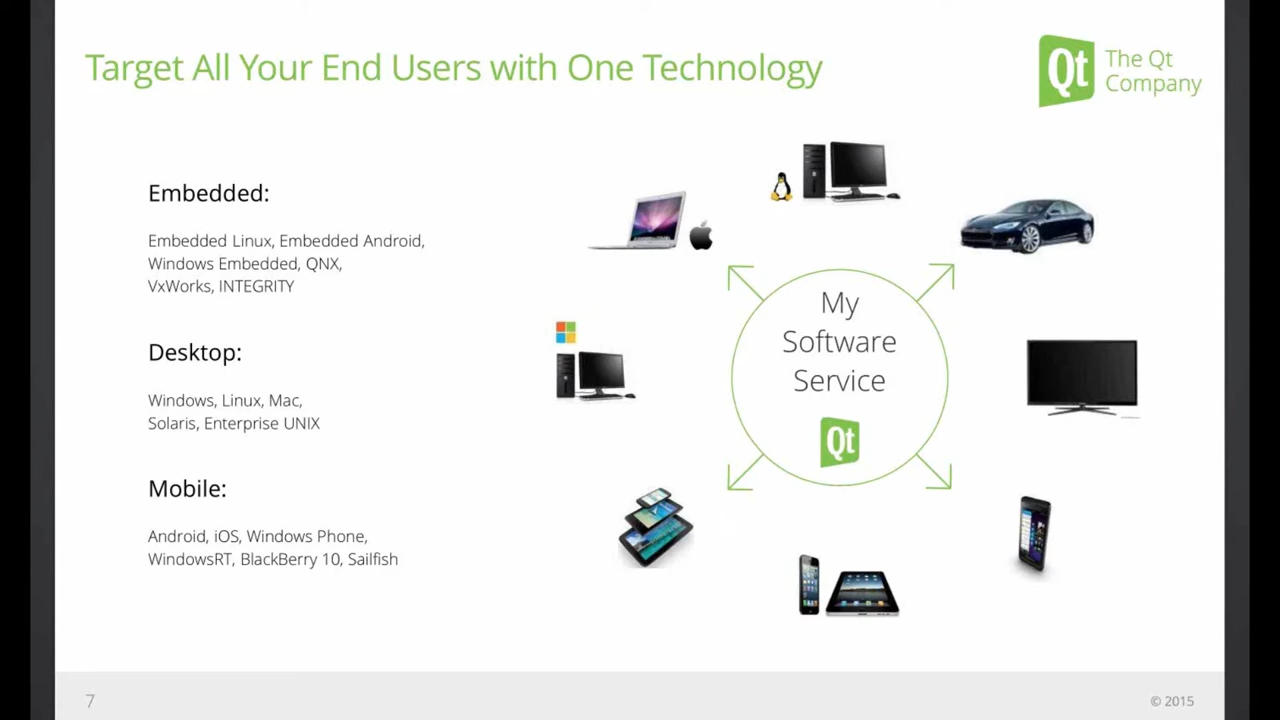 Target All Your End Users with One Technology
Qt
The Qt
Company
Embedded:
Embedded Linux, Embedded Android,
Windows Embedded, QNX,
VxWorks, INTEGRITY
Desktop:
Windows, Linux, Mac,
Solaris, Enterprise UNIX
Mobile:
Android, iOS, Windows Phone,
WindowsRT, BlackBerry 10, Sailfish
My
Software
Service
Qt
7
© 2015